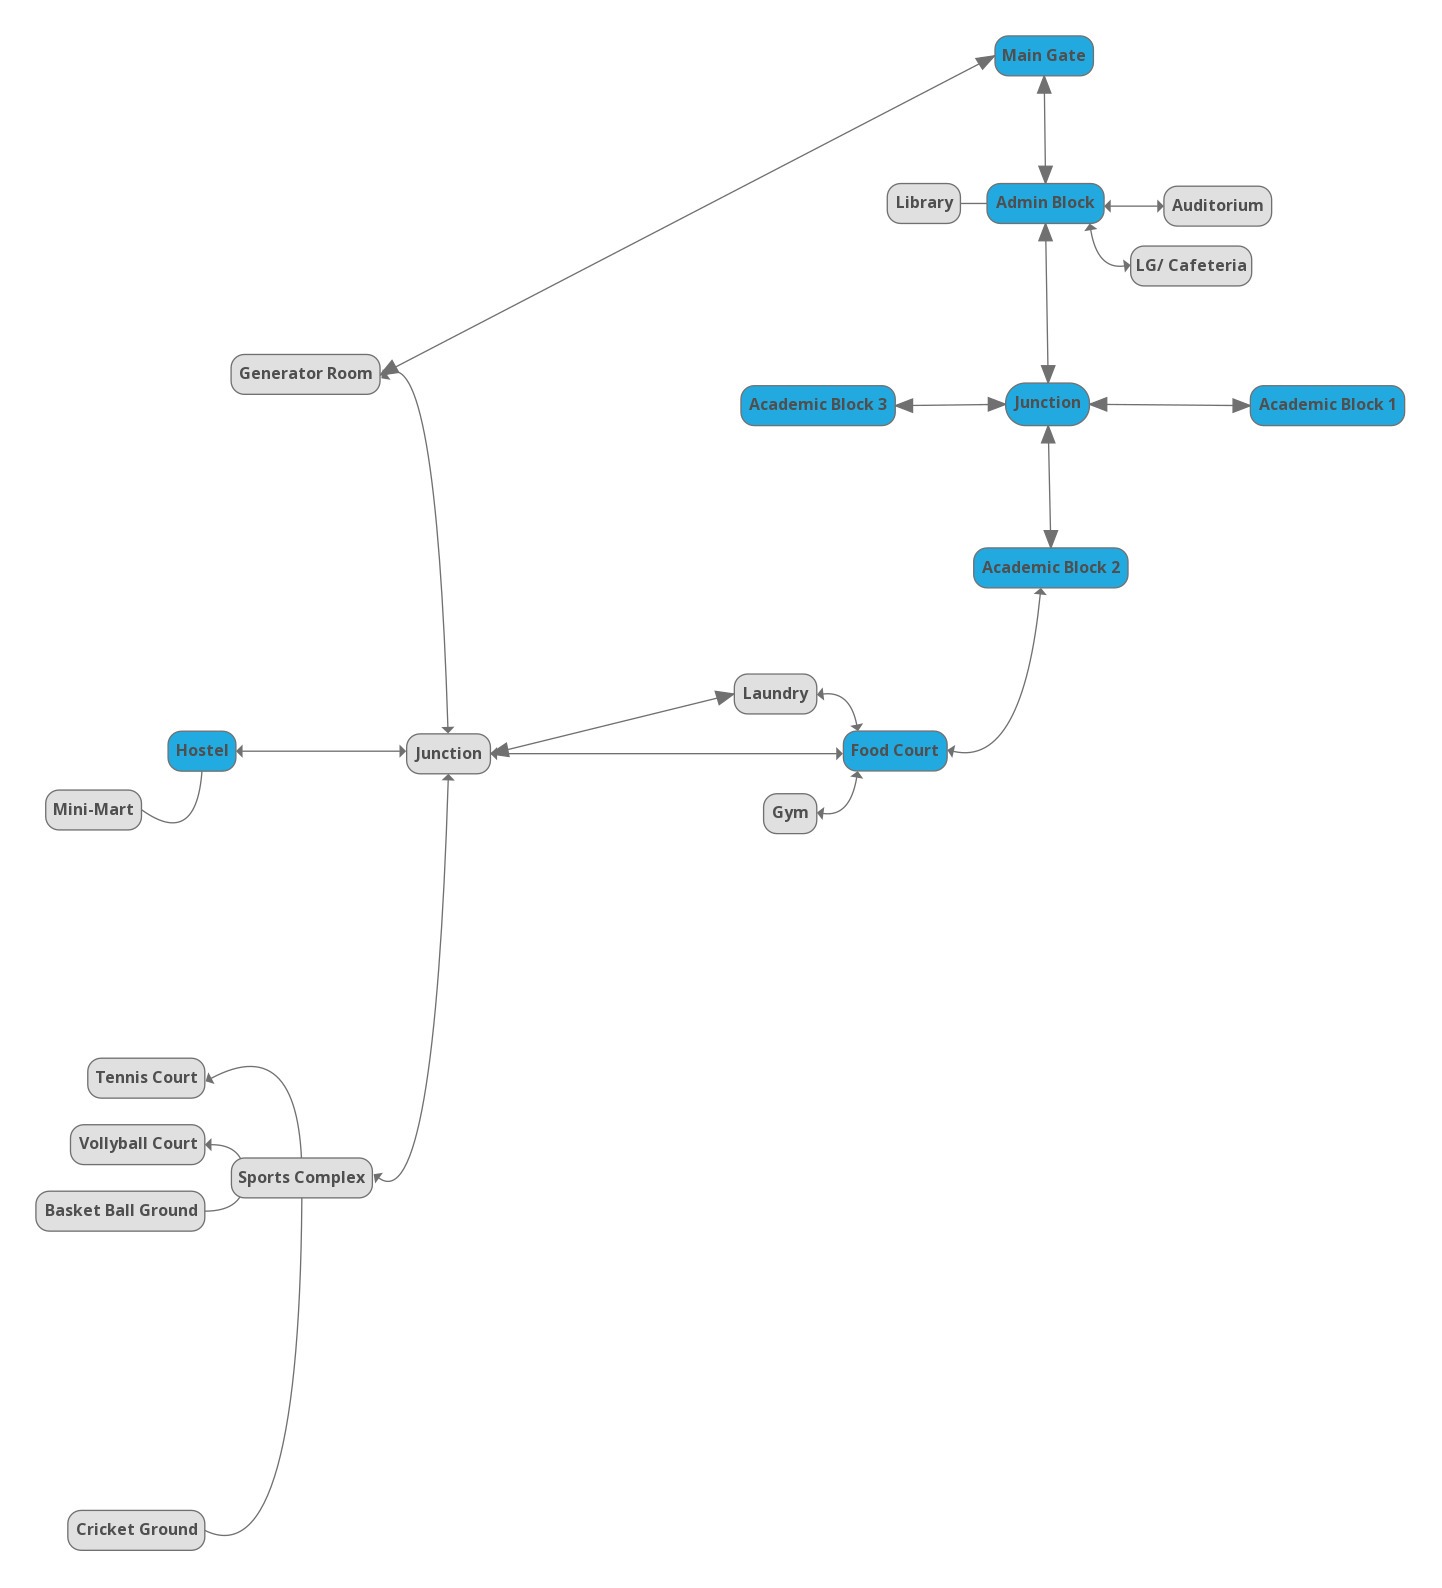 Main Gate
Library
Admin Block
Auditorium
LG/ Cafeteria
Generator Room
Academic Block 3
Junction
Academic Block 1
Academic Block 2
Laundry
Hostel
Junction
Food Court
Mini-Mart
Gym
Tennis Court
Vollyball Court
Sports Complex
Basket Ball Ground
Cricket Ground